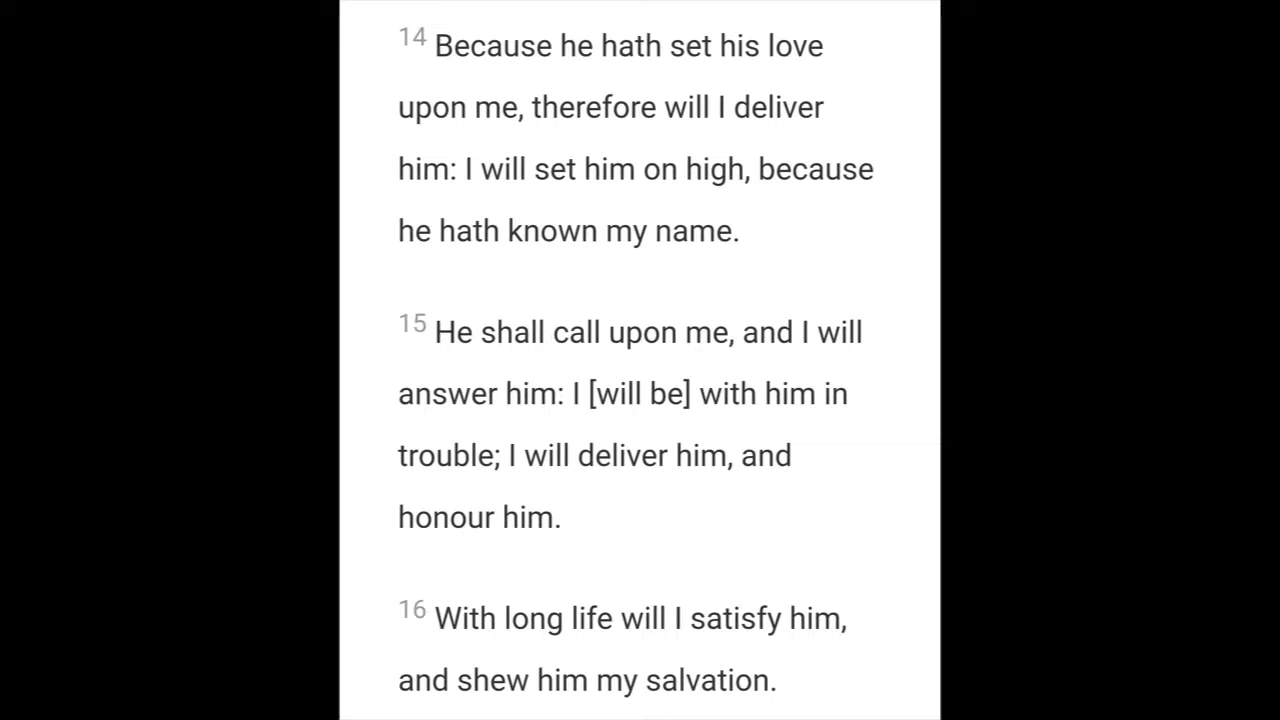 14 Because he hath set his love
upon me, therefore will I deliver
him: I will set him on high, because
he hath known my name.
15 He shall call upon me, and I will
answer him: I [will be] with him in
trouble; I will deliver him, and
honour him.
16 With long life will I satisfy him,
and shew him my salvation.